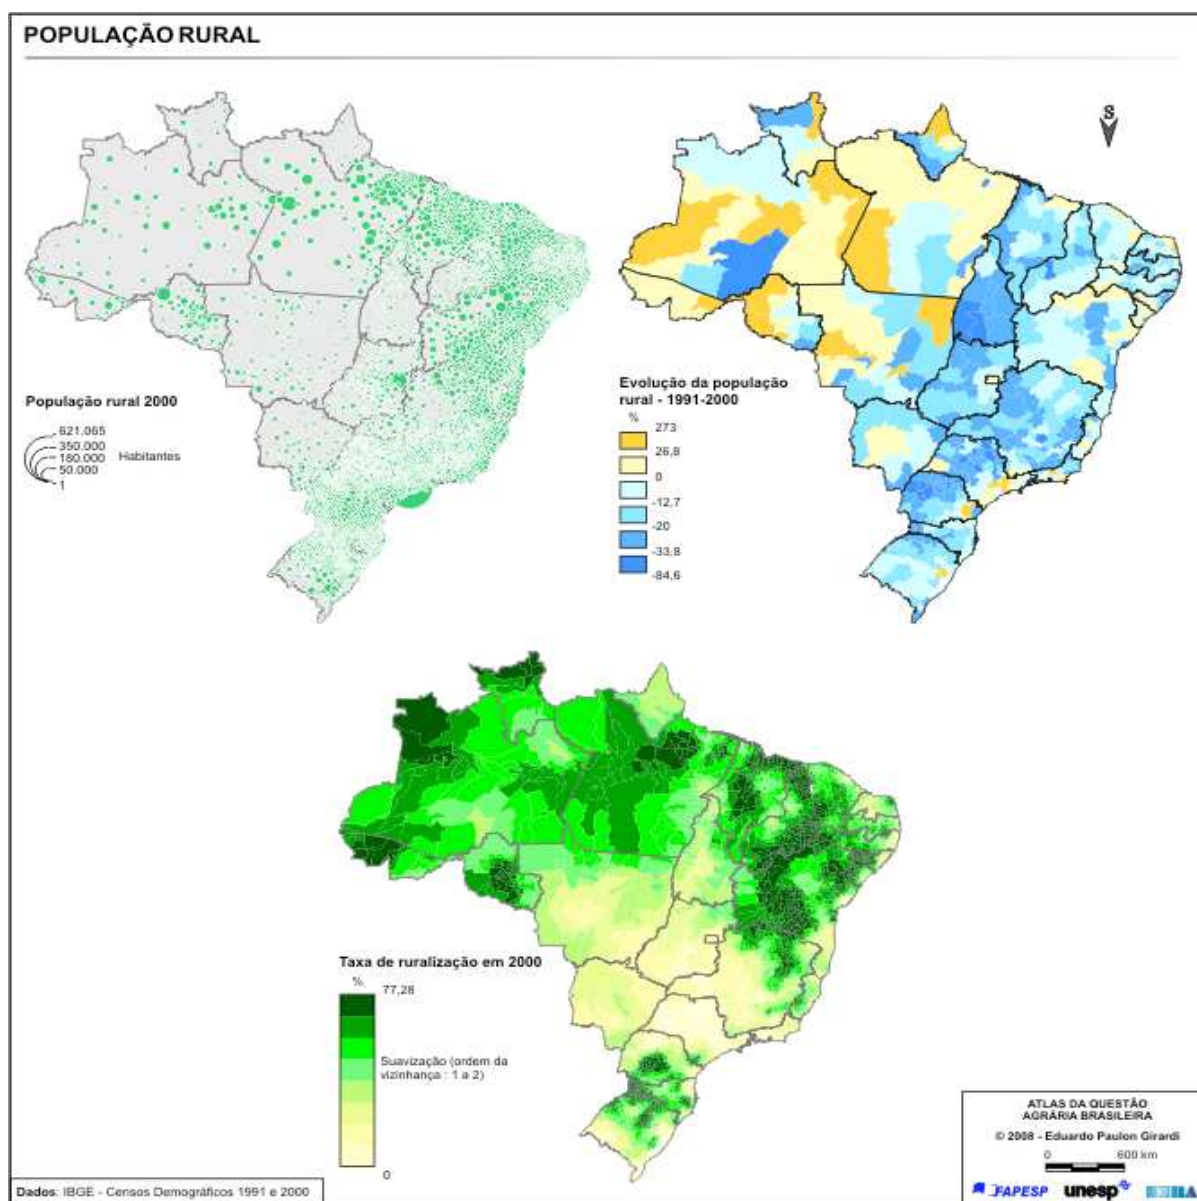 POPULAÇÃO RURAL
S
População rural 2000
621.065
350.000
180.000
50.000
1
Habitantes
Evolução da população
rural - 1991-2000
%
273
26,8
0
-12,7
-20
-33,8
-84,6
Taxa de ruralização em 2000
%
77,28
Suavização (ordem da
vizinhança : 1 a 2)
0
ATLAS DA QUESTÃO
AGRÁRIA BRASILEIRA
© 2008 - Eduardo Paulon Girardi
0 600 km
FAPESP unesp
Dados: IBGE - Censos Demográficos 1991 e 2000